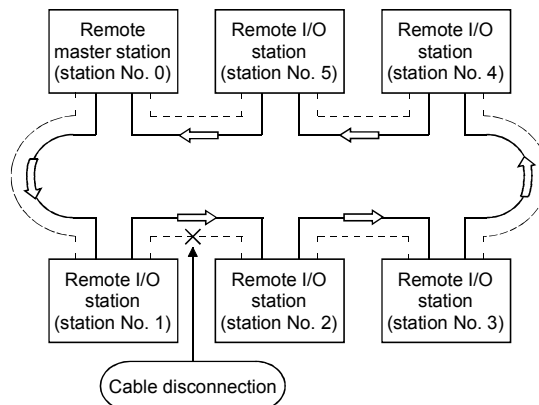 Remote
master station
(station No. 0)
Remote I/O
station
(station No. 5)
Remote I/O
station
(station No. 4)
Remote I/O
station
(station No. 1)
Remote I/O
station
(station No. 2)
Remote I/O
station
(station No. 3)
Cable disconnection